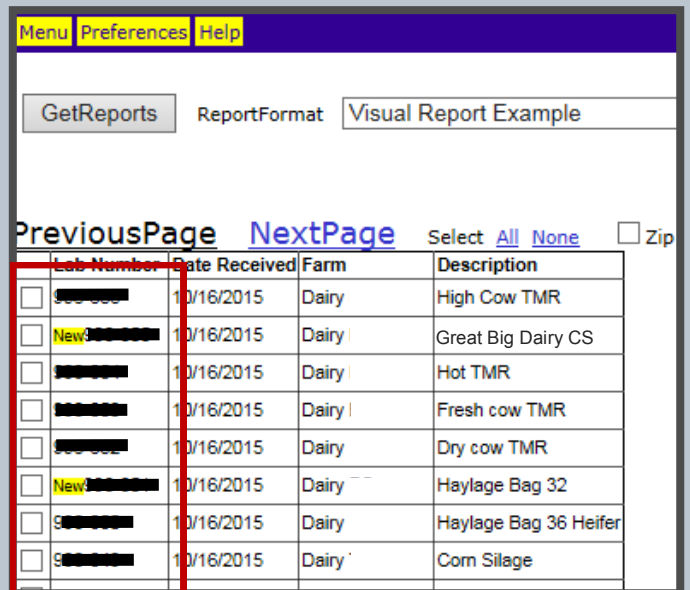 Menu Preferences Help
GetReports ReportFormat Visual Report Example
PreviousPage NextPage Select All None Zip
Lab Number Date Received Farm Description
10/16/2015 Dairy High Cow TMR
New 10/16/2015 Dairy Great Big Dairy CS
10/16/2015 Dairy Hot TMR
10/16/2015 Dairy Fresh cow TMR
10/16/2015 Dairy Dry cow TMR
New 10/16/2015 Dairy Haylage Bag 32
10/16/2015 Dairy Haylage Bag 36 Heifer
10/16/2015 Dairy Corn Silage